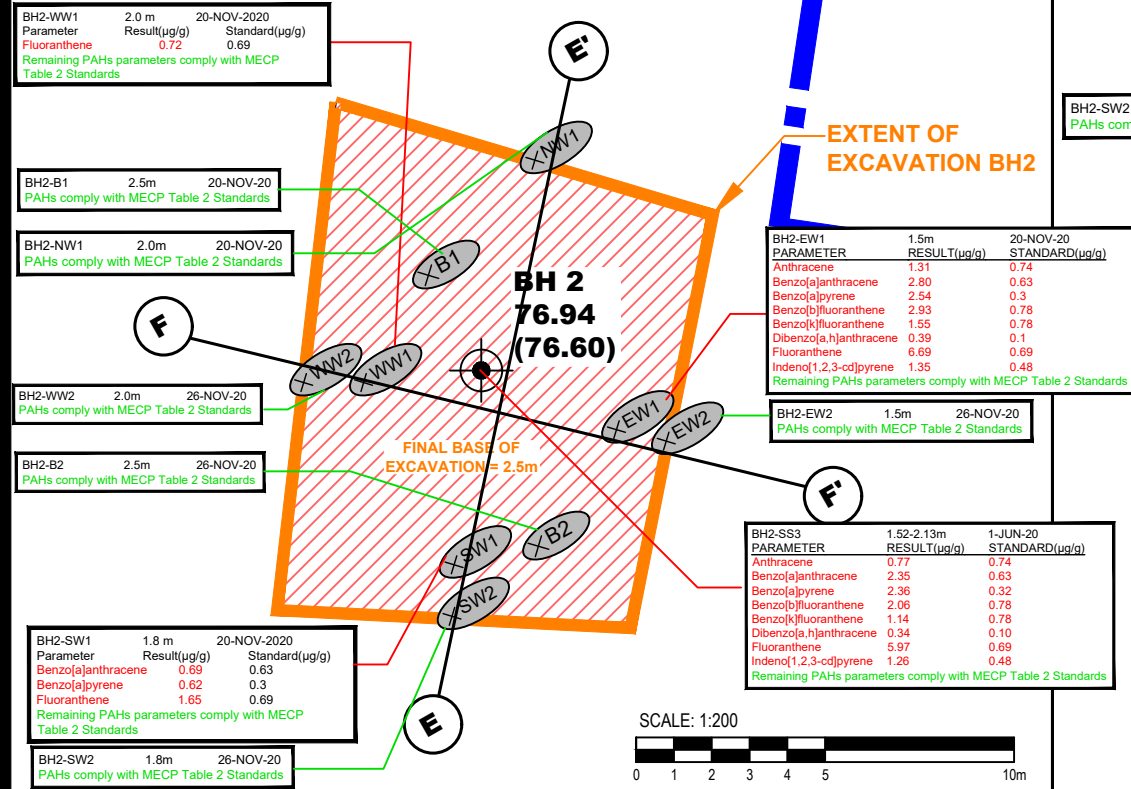 BH2-WW1 2.0 m 20-NOV-2020
Parameter Result(µg/g) Standard(µg/g)
Fluoranthene 0.72 0.69
Remaining PAHs parameters comply with MECP
Table 2 Standards
E'
BH2-SW2
PAHs com
NW1
EXTENT OF
EXCAVATION BH2
BH2-B1 2.5m 20-NOV-20
PAHs comply with MECP Table 2 Standards
BH2-NW1 2.0m 20-NOV-20
PAHs comply with MECP Table 2 Standards
B1
BH 2
76.94
(76.60)
BH2-EW1 1.5m 20-NOV-20
PARAMETER RESULT(µg/g) STANDARD(µg/g)
Anthracene 1.31 0.74
Benzo[a]anthracene 2.80 0.63
Benzo[a]pyrene 2.54 0.3
Benzo[b]fluoranthene 2.93 0.78
Benzo[k]fluoranthene 1.55 0.78
Dibenzo[a,h]anthracene 0.39 0.1
Fluoranthene 6.69 0.69
Indeno[1,2,3-cd]pyrene 1.35 0.48
Remaining PAHs parameters comply with MECP Table 2 Standards
F
WW2
WW1
BH2-WW2 2.0m 26-NOV-20
PAHs comply with MECP Table 2 Standards
EW1
EW2
BH2-EW2 1.5m 26-NOV-20
PAHs comply with MECP Table 2 Standards
FINAL BASE OF
EXCAVATION = 2.5m
BH2-B2 2.5m 26-NOV-20
PAHs comply with MECP Table 2 Standards
F'
B2
SW1
SW2
BH2-SS3 1.52-2.13m 1-JUN-20
PARAMETER RESULT(µg/g) STANDARD(µg/g)
Anthracene 0.77 0.74
Benzo[a]anthracene 2.35 0.63
Benzo[a]pyrene 2.36 0.32
Benzo[b]fluoranthene 2.06 0.78
Benzo[k]fluoranthene 1.14 0.78
Dibenzo[a,h]anthracene 0.34 0.10
Fluoranthene 5.97 0.69
Indeno[1,2,3-cd]pyrene 1.26 0.48
Remaining PAHs parameters comply with MECP Table 2 Standards
BH2-SW1 1.8 m 20-NOV-2020
Parameter Result(µg/g) Standard(µg/g)
Benzo[a]anthracene 0.69 0.63
Benzo[a]pyrene 0.62 0.3
Fluoranthene 1.65 0.69
Remaining PAHs parameters comply with MECP
Table 2 Standards
E
BH2-SW2 1.8m 26-NOV-20
PAHs comply with MECP Table 2 Standards
SCALE: 1:200
0 1 2 3 4 5 10m